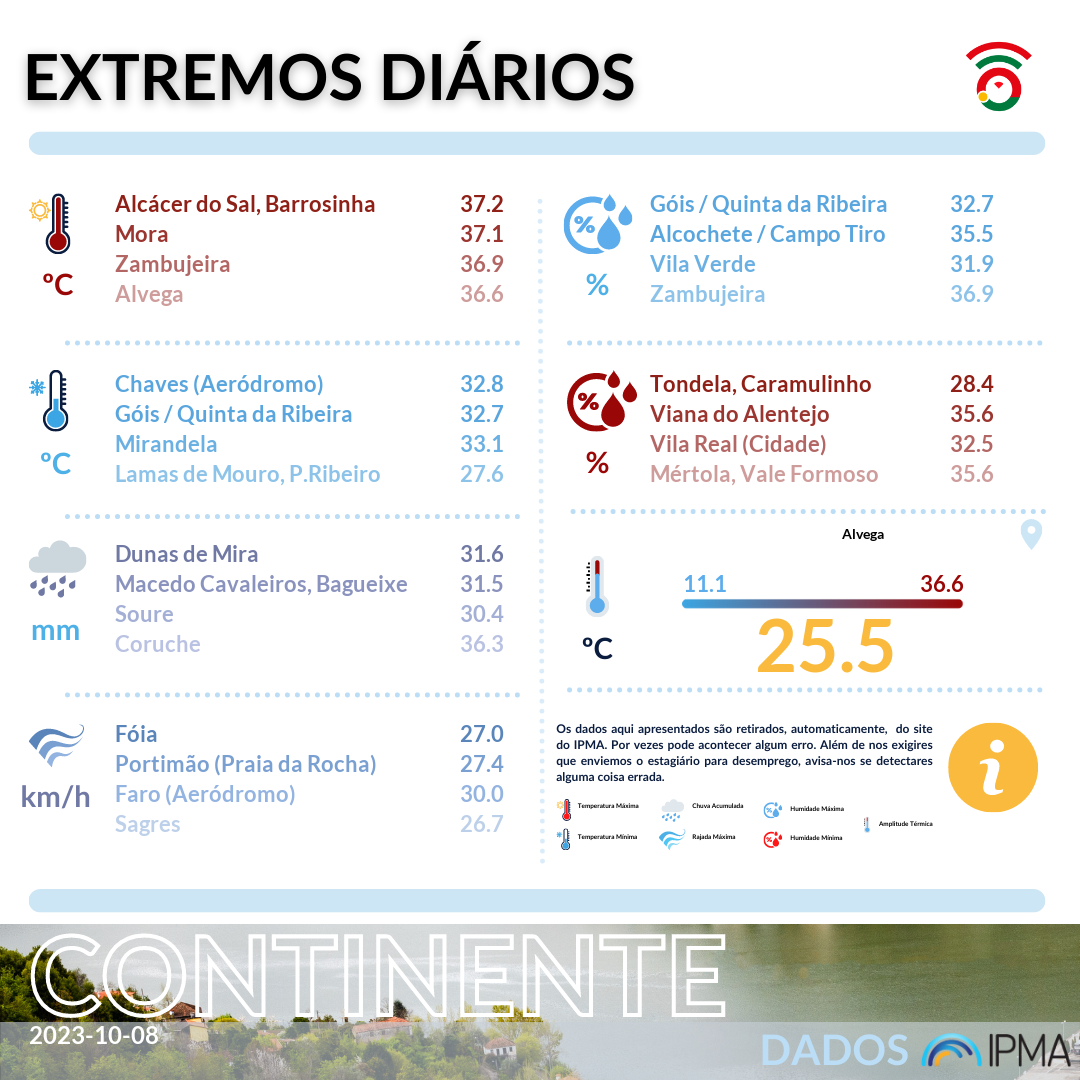 EXTREMOS DIÁRIOS
Alcácer do Sal, Barrosinha 37.2
Mora 37.1
Zambujeira 36.9
Alvega 36.6
ºC
Góis / Quinta da Ribeira 32.7
Alcochete / Campo Tiro 35.5
Vila Verde 31.9
Zambujeira 36.9
%
%
Chaves (Aeródromo) 32.8
Góis / Quinta da Ribeira 32.7
Mirandela 33.1
Lamas de Mouro, P.Ribeiro 27.6
ºC
Tondela, Caramulinho 28.4
Viana do Alentejo 35.6
Vila Real (Cidade) 32.5
Mértola, Vale Formoso 35.6
%
%
Dunas de Mira 31.6
Macedo Cavaleiros, Bagueixe 31.5
Soure 30.4
Coruche 36.3
mm
Alvega
11.1 36.6
25.5
ºC
Fóia 27.0
Portimão (Praia da Rocha) 27.4
Faro (Aeródromo) 30.0
Sagres 26.7
km/h
Os dados aqui apresentados são retirados, automaticamente, do site
do IPMA. Por vezes pode acontecer algum erro. Além de nos exigires
que enviemos o estagiário para desemprego, avisa-nos se detectares
alguma coisa errada.
i
Temperatura Máxima Chuva Acumulada Humidade Máxima
Amplitude Térmica
Temperatura Mínima Rajada Máxima Humidade Mínima
CONTINENTE
2023-10-08
DADOS IPMA